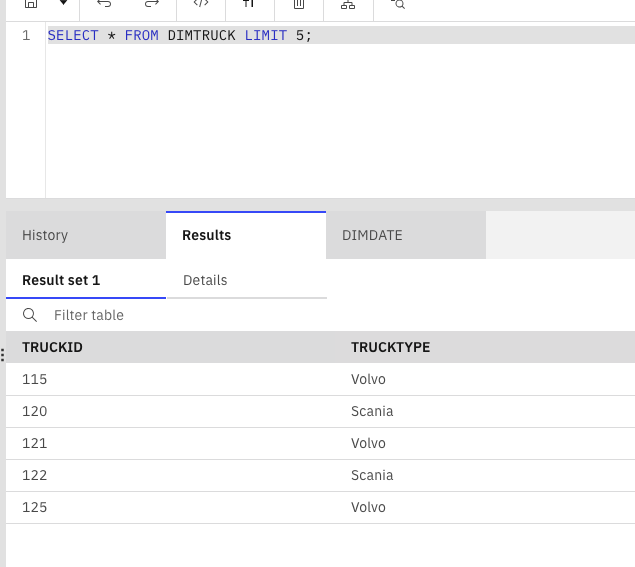 1 SELECT * FROM DIMTRUCK LIMIT 5;
History Results DIMDATE
Result set 1 Details
Filter table
TRUCKID TRUCKTYPE
115 Volvo
120 Scania
121 Volvo
122 Scania
125 Volvo